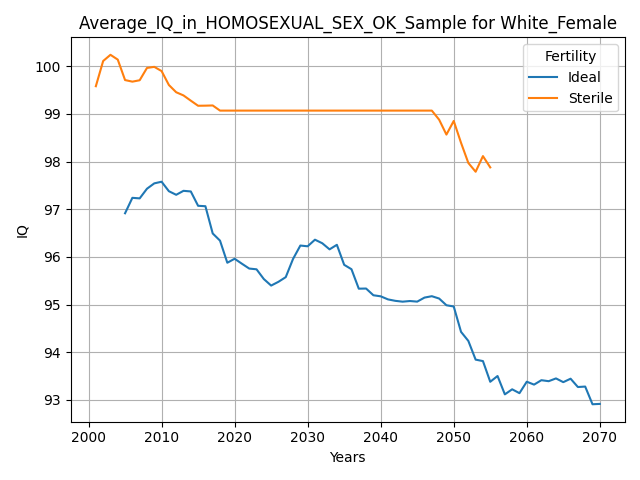 Average_IQ_in_HOMOSEXUAL_SEX_OK_Sample for White_Female
Fertility
Ideal
Sterile
100
99
98
97
96
95
94
93
IQ
2000 2010 2020 2030 2040 2050 2060 2070
Years